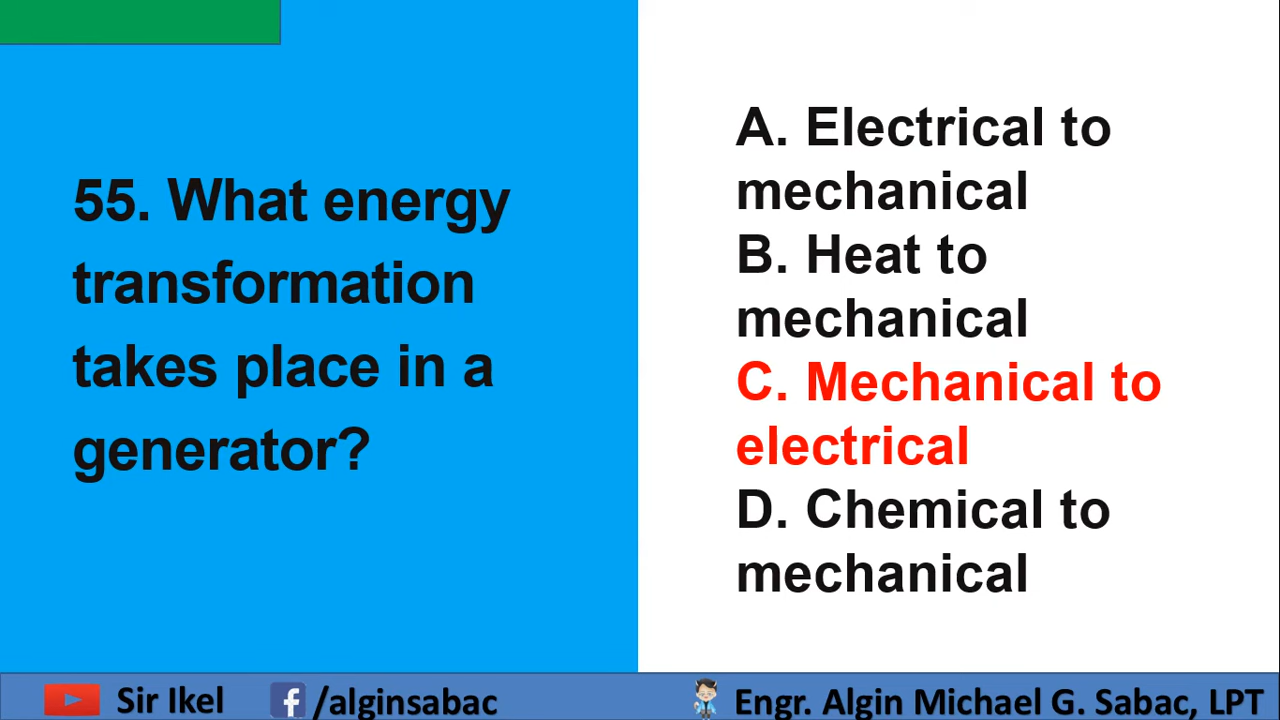 55. What energy
transformation
takes place in a
generator?
A. Electrical to
mechanical
B. Heat to
mechanical
C. Mechanical to
electrical
D. Chemical to
mechanical
Sir Ikel
/alginsabac
Engr. Algin Michael G. Sabac, LPT